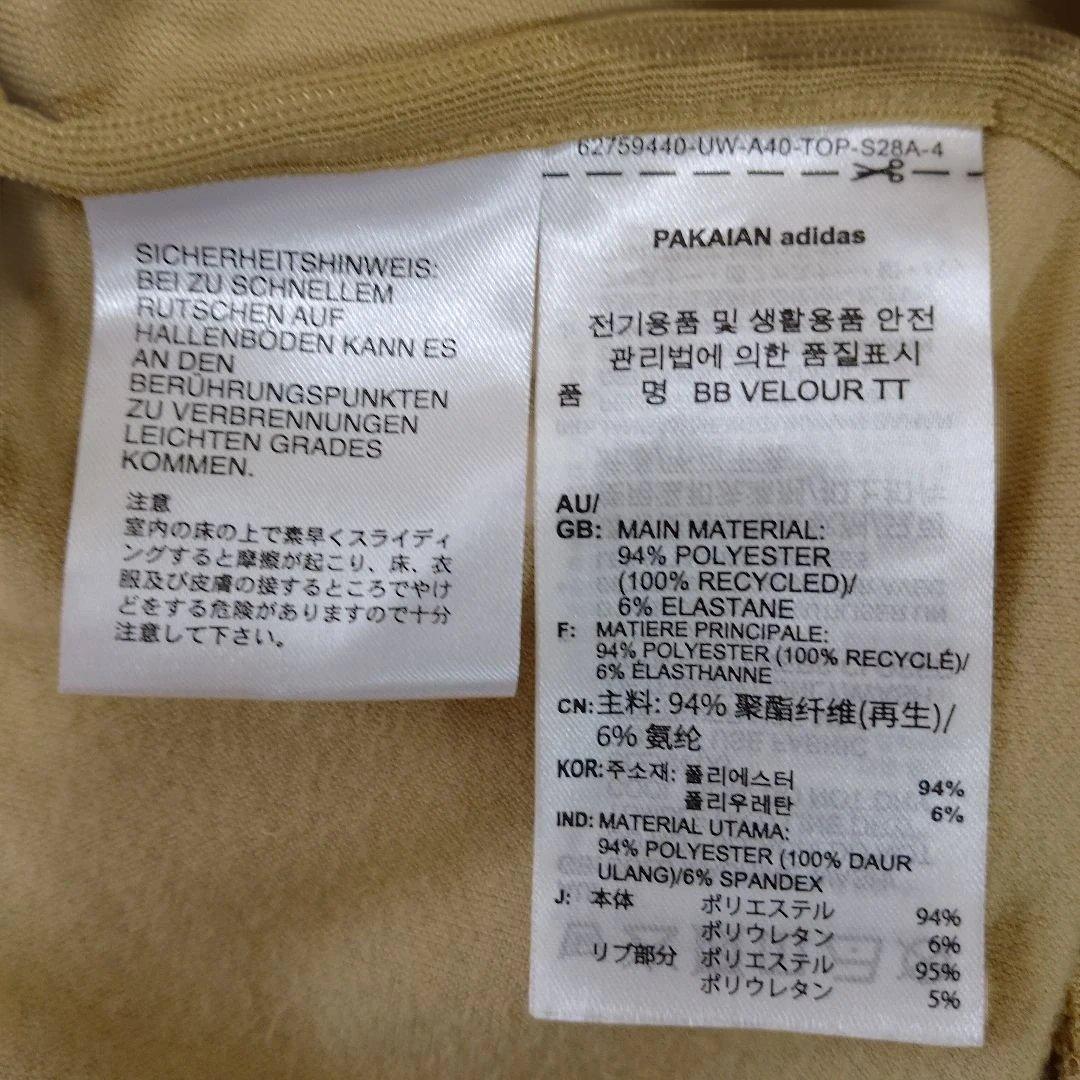 SICHERHEITSHINWEIS:
BEI ZU SCHNELLEM
RUTSCHEN AUF
HALLENBÖDEN KANN ES
AN DEN
BERÜHRUNGSPUNKTEN
ZU VERBRENNUNGEN
LEICHTEN GRADES
KOMMEN.
注意
室内の床の上で素早くスライディ
ングすると摩擦が起こり、床、衣
服及び皮膚の接するところでやけ
どをする危険がありますので十分
注意して下さい。
62759440-UW-A40-TOP-S28A-4
PAKAIAN adidas
전기용품 및 생활용품 안전
관리법에 의한 품질표시
품 명 BB VELOUR TT
AU/
GB: MAIN MATERIAL:
94% POLYESTER
(100% RECYCLED)/
6% ELASTANE
F: MATIERE PRINCIPALE:
94% POLYESTER (100% RECYCLÉ)/
6% ÉLASTHANNE
CN: 主料: 94% 聚酯纤维(再生)/
6% 氨纶
KOR: 주소재: 폴리에스터 94%
폴리우레탄 6%
IND: MATERIAL UTAMA:
94% POLYESTER (100% DAUR
ULANG)/6% SPANDEX
J: 本体 ポリエステル 94%
ポリウレタン 6%
リブ部分 ポリエステル 95%
ポリウレタン 5%